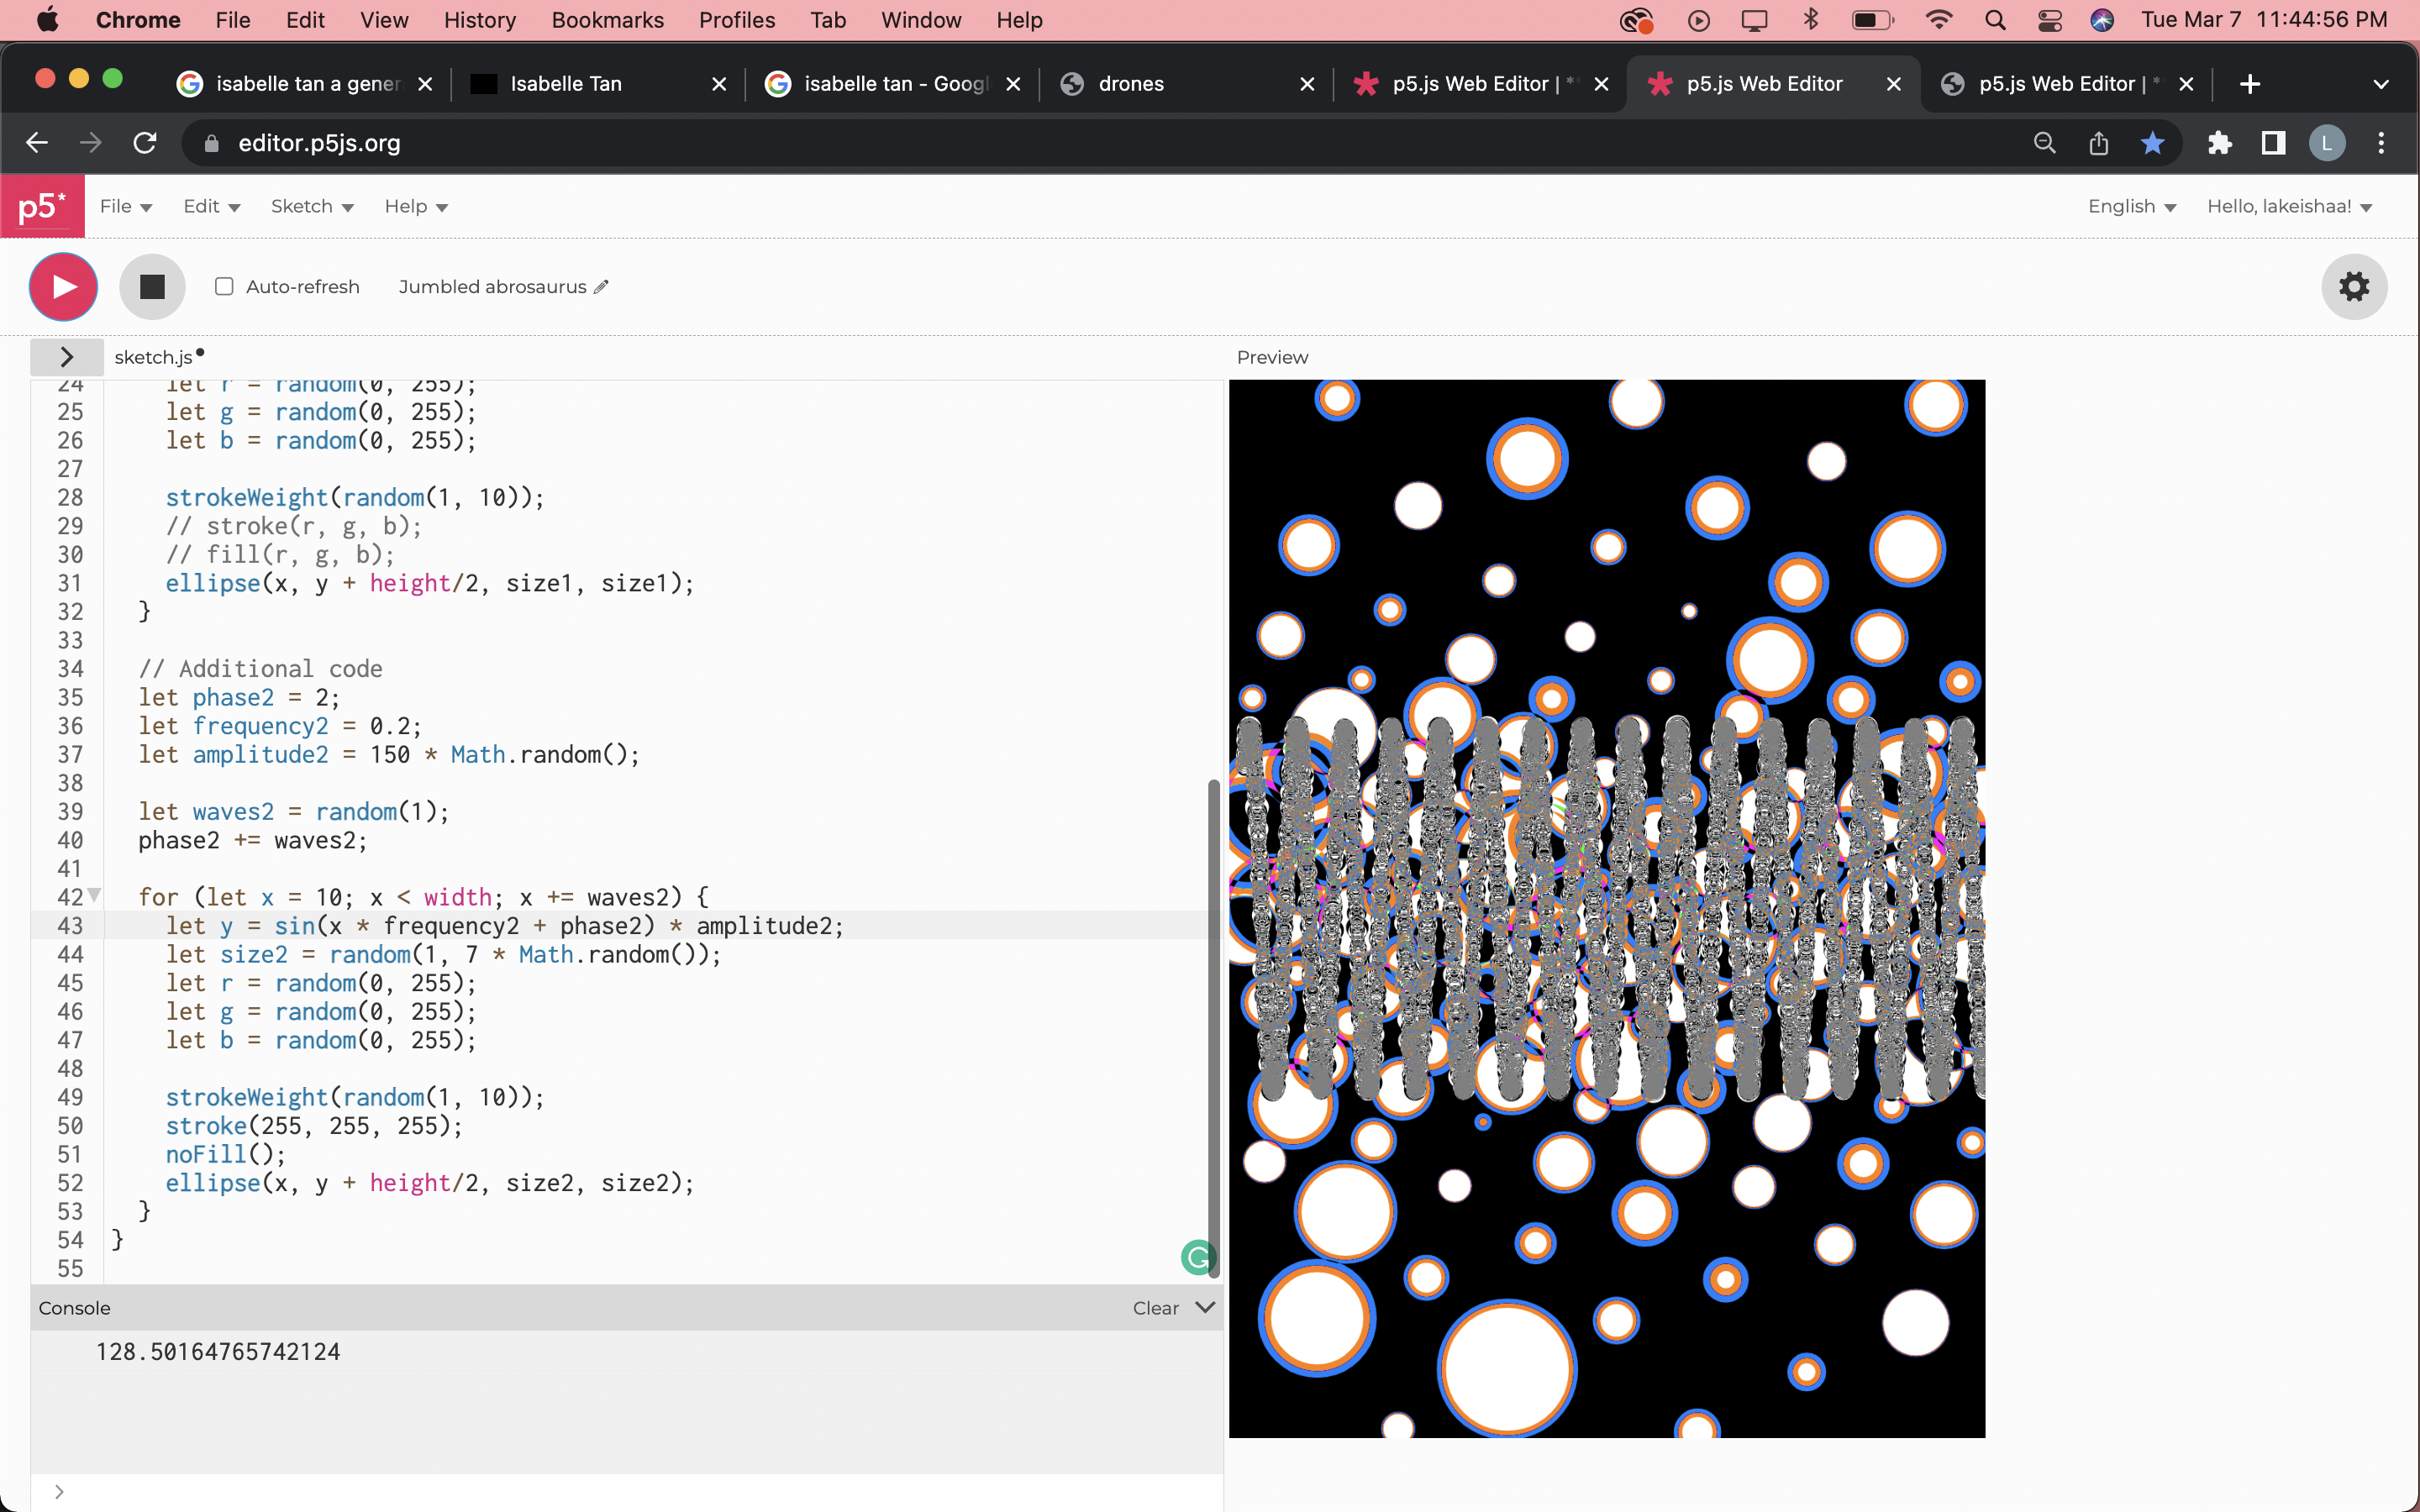 Chrome File Edit View History Bookmarks Profiles Tab Window Help Tue Mar 7 11:44:56 PM
isabelle tan a gener Isabelle Tan isabelle tan - Googl drones p5.js Web Editor | * p5.js Web Editor p5.js Web Editor | *
editor.p5js.org L
p5* File Edit Sketch Help English Hello, lakeishaa!
Auto-refresh Jumbled abrosaurus
sketch.js Preview
24 let r = random(0, 255);
25 let g = random(0, 255);
26 let b = random(0, 255);
27
28 strokeWeight(random(1, 10));
29 // stroke(r, g, b);
30 // fill(r, g, b);
31 ellipse(x, y + height/2, size1, size1);
32 }
33
34 // Additional code
35 let phase2 = 2;
36 let frequency2 = 0.2;
37 let amplitude2 = 150 * Math.random();
38
39 let waves2 = random(1);
40 phase2 += waves2;
41
42 for (let x = 10; x < width; x += waves2) {
43 let y = sin(x * frequency2 + phase2) * amplitude2;
44 let size2 = random(1, 7 * Math.random());
45 let r = random(0, 255);
46 let g = random(0, 255);
47 let b = random(0, 255);
48
49 strokeWeight(random(1, 10));
50 stroke(255, 255, 255);
51 noFill();
52 ellipse(x, y + height/2, size2, size2);
53 }
54 }
55
Console Clear
128.50164765742124
>